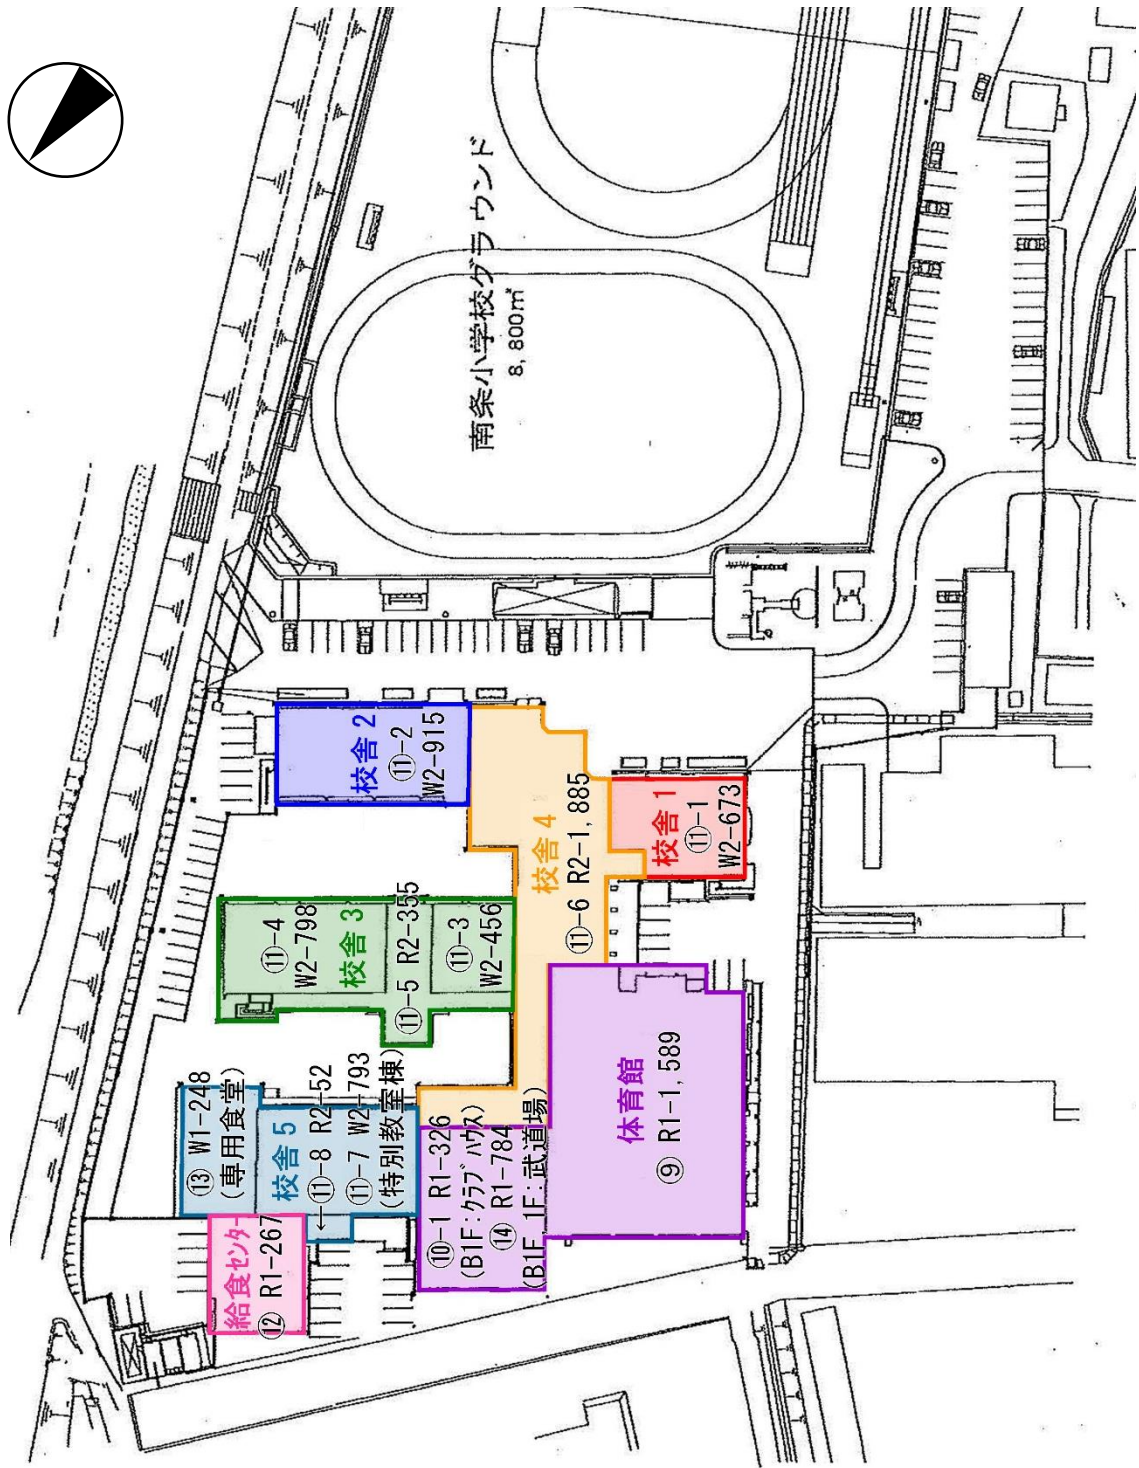 南条小学校グラウンド
8,800㎡
校舎 2
⑪-2
W2-915
校舎 4
⑪-6 R2-1,885
校舎 1
⑪-1
W2-673
⑪-4
W2-798
校舎 3
⑪-5 R2-355
⑪-3
W2-456
⑬ W1-248
(専用食堂)
校舎 5
←⑪-8 R2-52
⑪-7 W2-793
(特別教室棟)
給食センター
⑫ R1-267
⑩-1 R1-326
(B1F:クラブハウス)
⑭ R1-784
(B1F,1F:武道場)
体育館
⑨ R1-1,589